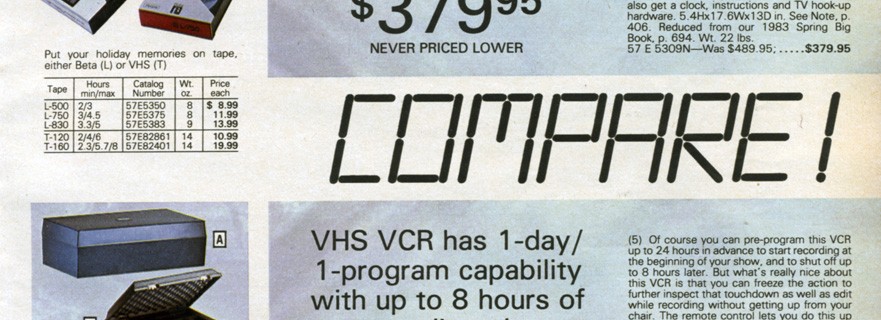 $379⁹⁵
NEVER PRICED LOWER
also get a clock, instructions and TV hook-up
hardware. 5.4Hx17.6Wx13D in. See Note, p.
406. Reduced from our 1983 Spring Big
Book, p. 694. Wt. 22 lbs.
57 E 5309N—Was $489.95; .....$379.95
Put your holiday memories on tape,
either Beta (L) or VHS (T)
Tape Hours min/max Catalog Number Wt. oz. Price each
L-500 2/3 57E5350 8 $ 8.99
L-750 3/4.5 57E5375 8 11.99
L-830 3.3/5 57E5383 9 13.99
T-120 2/4/6 57E82861 14 10.99
T-160 2.3/5.7/8 57E82401 14 19.99
COMPARE!
A
VHS VCR has 1-day/
1-program capability
with up to 8 hours of
(5) Of course you can pre-program this VCR
up to 24 hours in advance to start recording at
the beginning of your show, and to shut off up
to 8 hours later. But what's really nice about
this VCR is that you can freeze the action to
further inspect that touchdown as well as edit
while recording without getting up from your
chair. The remote control lets you do this up